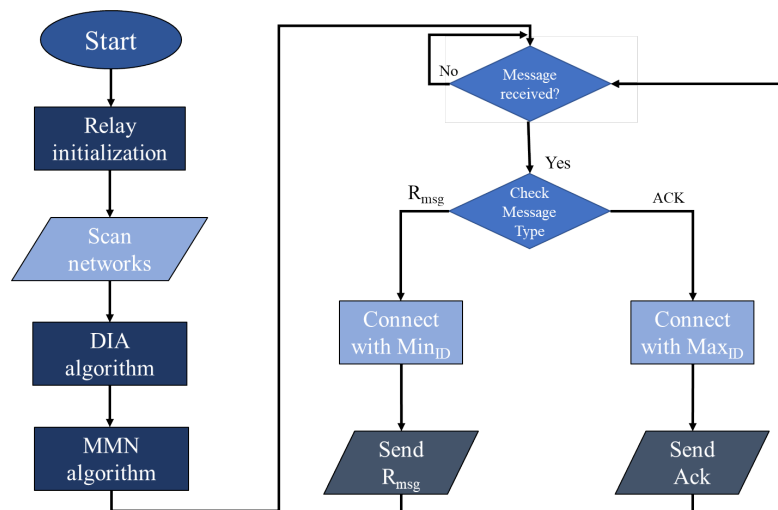 Start
Relay
initialization
Scan
networks
DIA
algorithm
MMN
algorithm
Message
received?
No
Yes
Check
Message
Type
Rmsg
ACK
Connect
with MinID
Connect
with MaxID
Send
Rmsg
Send
Ack